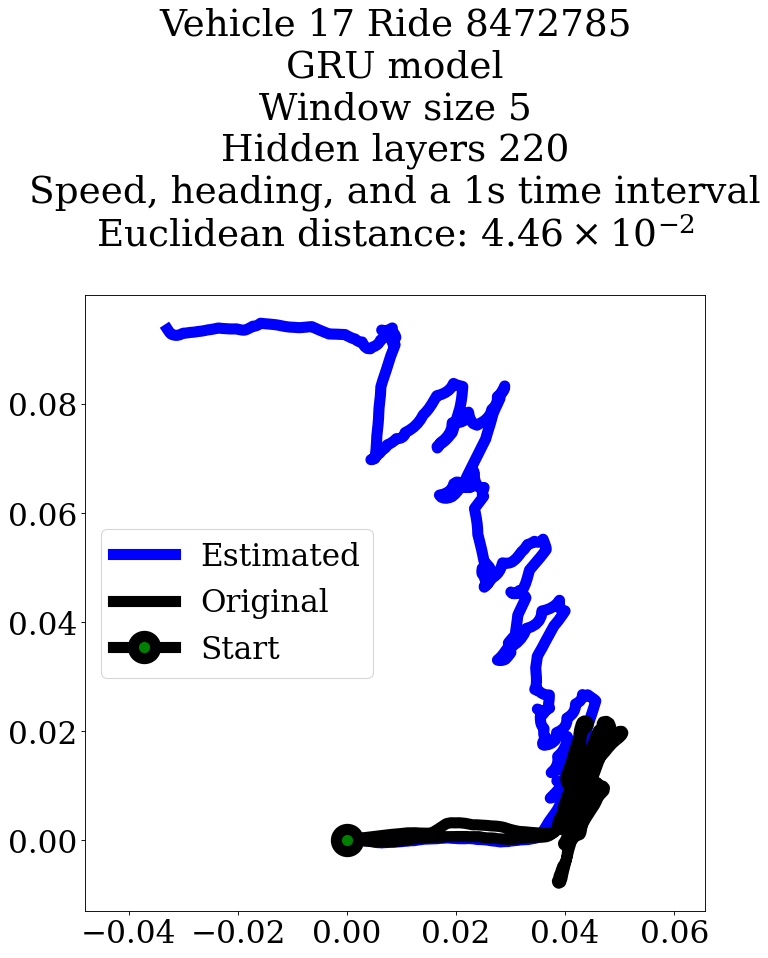 Vehicle 17 Ride 8472785
GRU model
Window size 5
Hidden layers 220
Speed, heading, and a 1s time interval
Euclidean distance: 4.46 × 10⁻²
0.08
0.06
0.04
0.02
0.00
Estimated
Original
Start
−0.04 −0.02 0.00 0.02 0.04 0.06